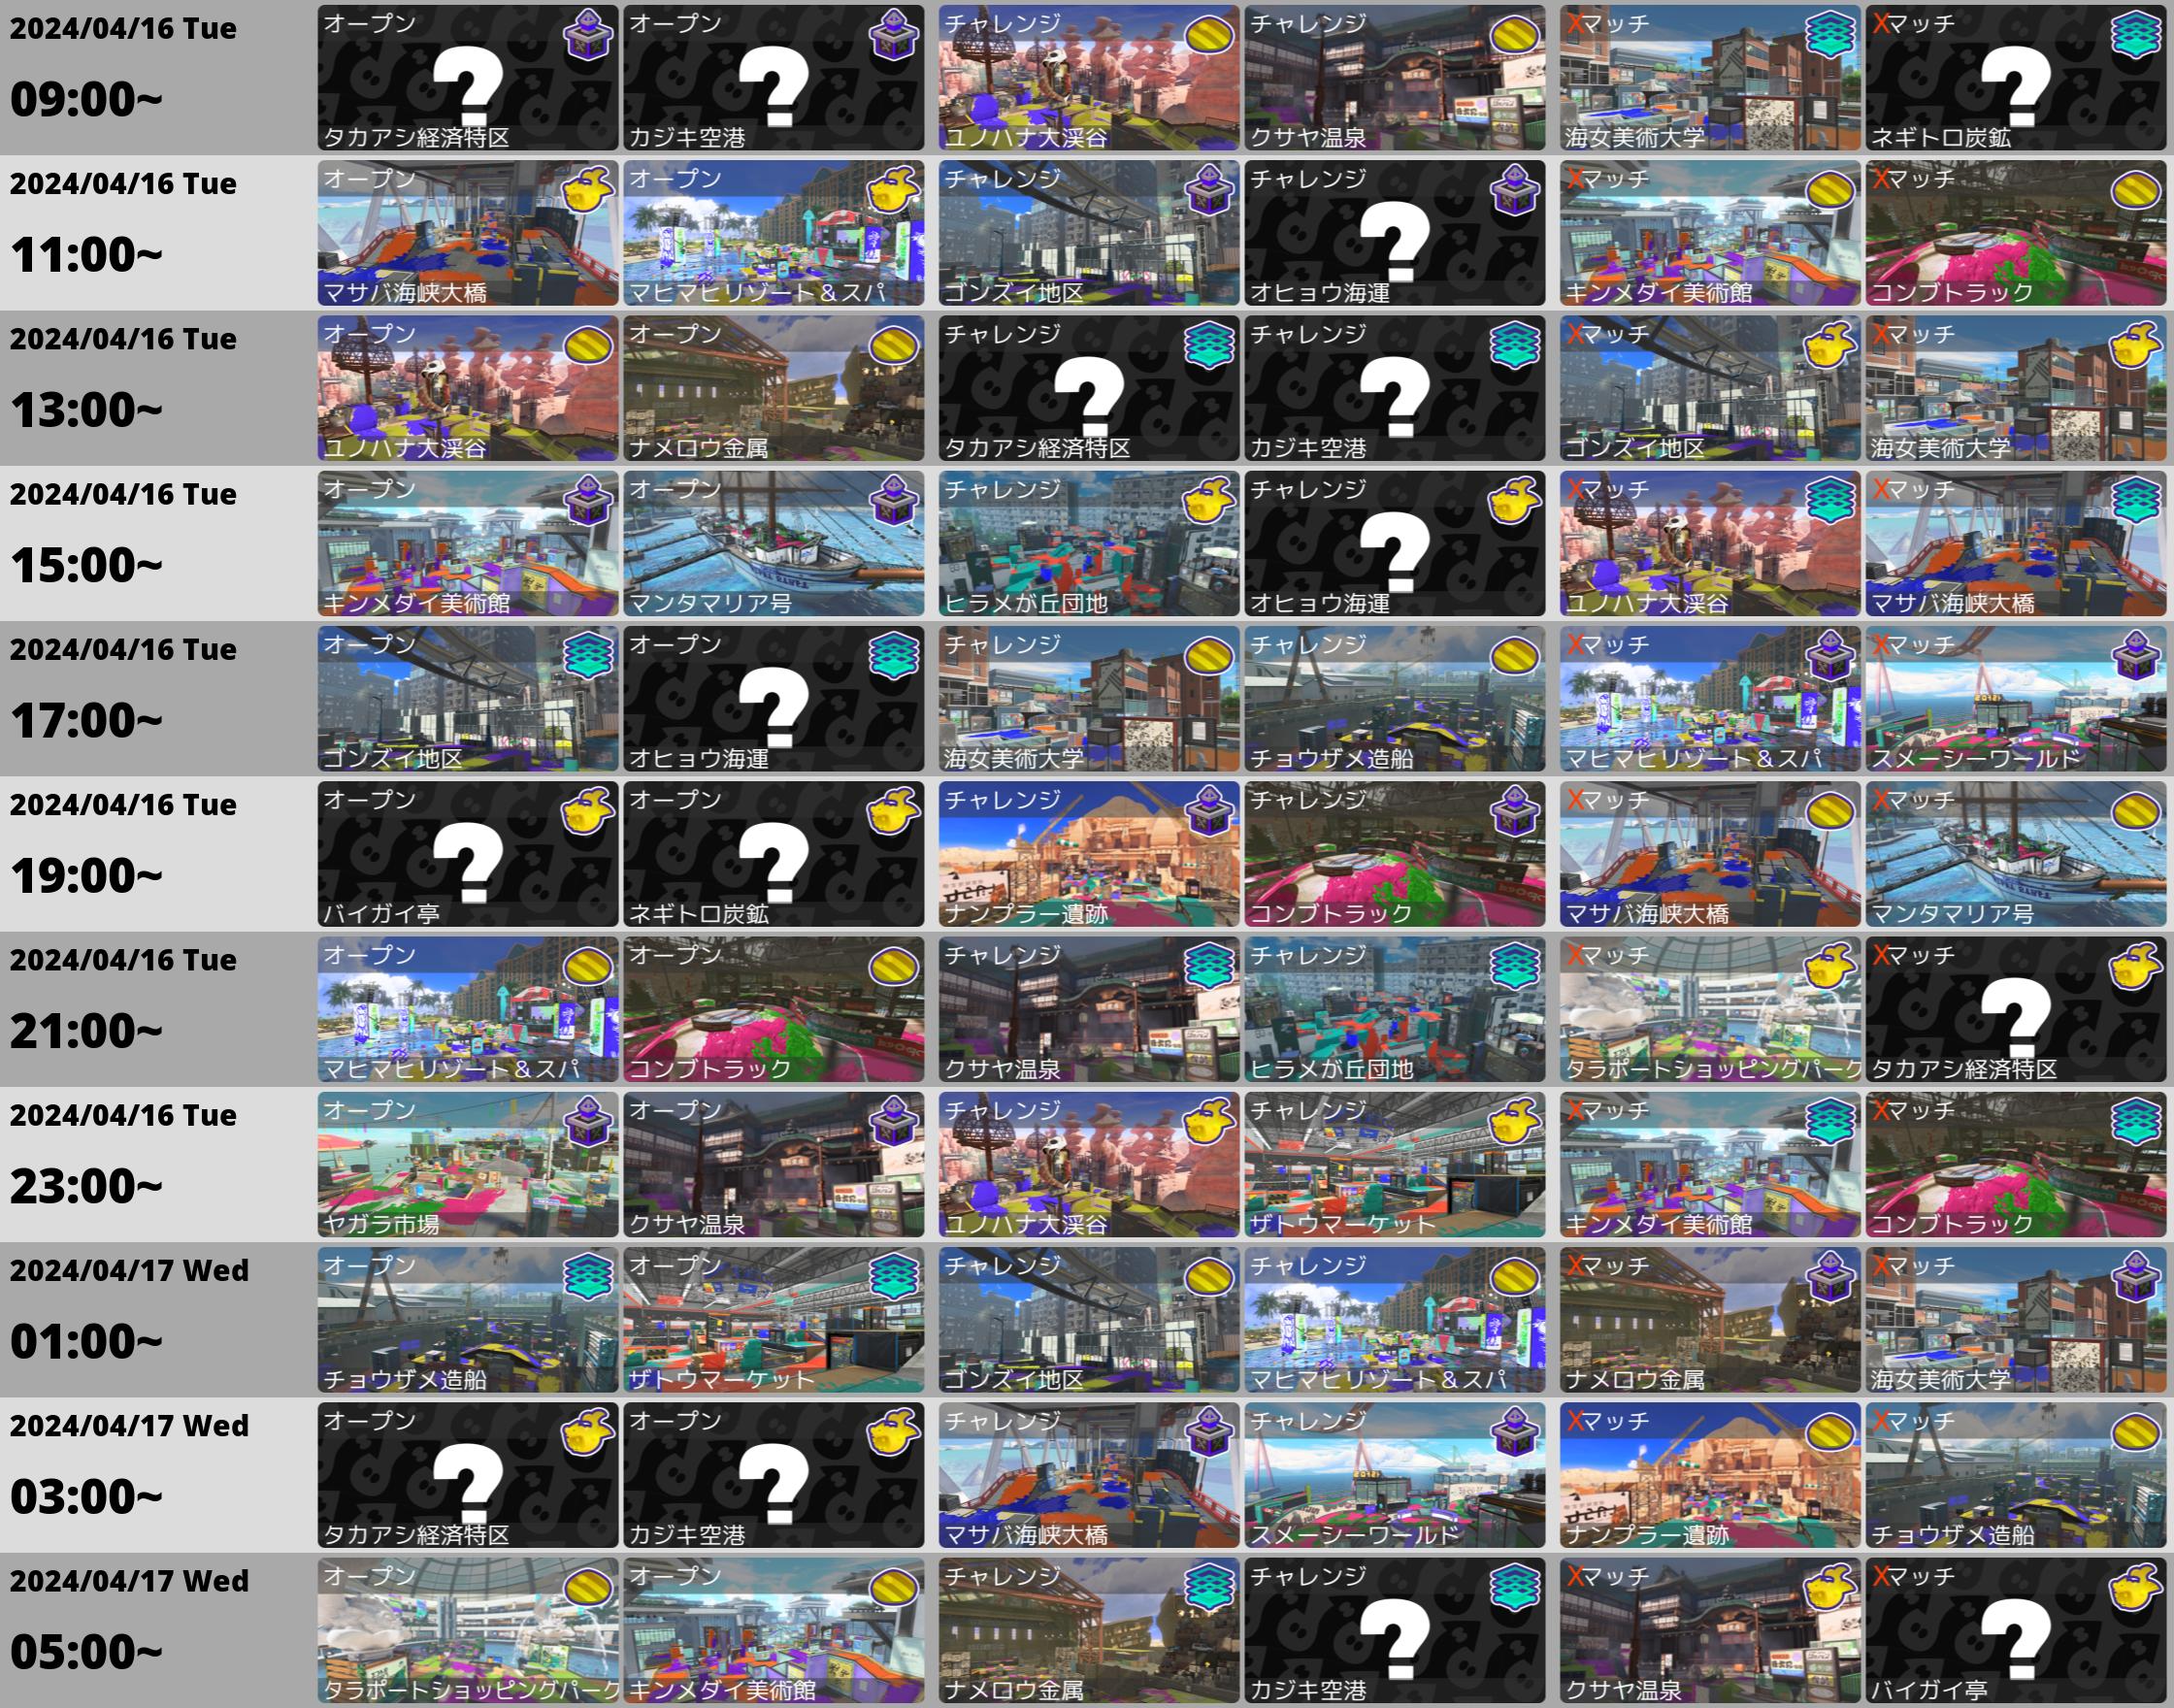 2024/04/16 Tue
09:00~
オープン
タカアシ経済特区
オープン
カジキ空港
チャレンジ
ユノハナ大渓谷
チャレンジ
クサヤ温泉
Xマッチ
海女美術大学
Xマッチ
ネギトロ炭鉱
2024/04/16 Tue
11:00~
オープン
マサバ海峡大橋
オープン
マヒマヒリゾート&スパ
チャレンジ
ゴンズイ地区
チャレンジ
オヒョウ海運
Xマッチ
キンメダイ美術館
Xマッチ
コンブトラック
2024/04/16 Tue
13:00~
オープン
ユノハナ大渓谷
オープン
ナメロウ金属
チャレンジ
タカアシ経済特区
チャレンジ
カジキ空港
Xマッチ
ゴンズイ地区
Xマッチ
海女美術大学
2024/04/16 Tue
15:00~
オープン
キンメダイ美術館
オープン
マンタマリア号
チャレンジ
ヒラメが丘団地
チャレンジ
オヒョウ海運
Xマッチ
ユノハナ大渓谷
Xマッチ
マサバ海峡大橋
2024/04/16 Tue
17:00~
オープン
ゴンズイ地区
オープン
オヒョウ海運
チャレンジ
海女美術大学
チャレンジ
チョウザメ造船
Xマッチ
マヒマヒリゾート&スパ
Xマッチ
スメーシーワールド
2024/04/16 Tue
19:00~
オープン
バイガイ亭
オープン
ネギトロ炭鉱
チャレンジ
ナンプラー遺跡
チャレンジ
コンブトラック
Xマッチ
マサバ海峡大橋
Xマッチ
マンタマリア号
2024/04/16 Tue
21:00~
オープン
マヒマヒリゾート&スパ
オープン
コンブトラック
チャレンジ
クサヤ温泉
チャレンジ
ヒラメが丘団地
Xマッチ
タラポートショッピングパーク
Xマッチ
タカアシ経済特区
2024/04/16 Tue
23:00~
オープン
ヤガラ市場
オープン
クサヤ温泉
チャレンジ
ユノハナ大渓谷
チャレンジ
ザトウマーケット
Xマッチ
キンメダイ美術館
Xマッチ
コンブトラック
2024/04/17 Wed
01:00~
オープン
チョウザメ造船
オープン
ザトウマーケット
チャレンジ
ゴンズイ地区
チャレンジ
マヒマヒリゾート&スパ
Xマッチ
ナメロウ金属
Xマッチ
海女美術大学
2024/04/17 Wed
03:00~
オープン
タカアシ経済特区
オープン
カジキ空港
チャレンジ
マサバ海峡大橋
チャレンジ
スメーシーワールド
Xマッチ
ナンプラー遺跡
Xマッチ
チョウザメ造船
2024/04/17 Wed
05:00~
オープン
タラポートショッピングパーク
オープン
キンメダイ美術館
チャレンジ
ナメロウ金属
チャレンジ
カジキ空港
Xマッチ
クサヤ温泉
Xマッチ
バイガイ亭